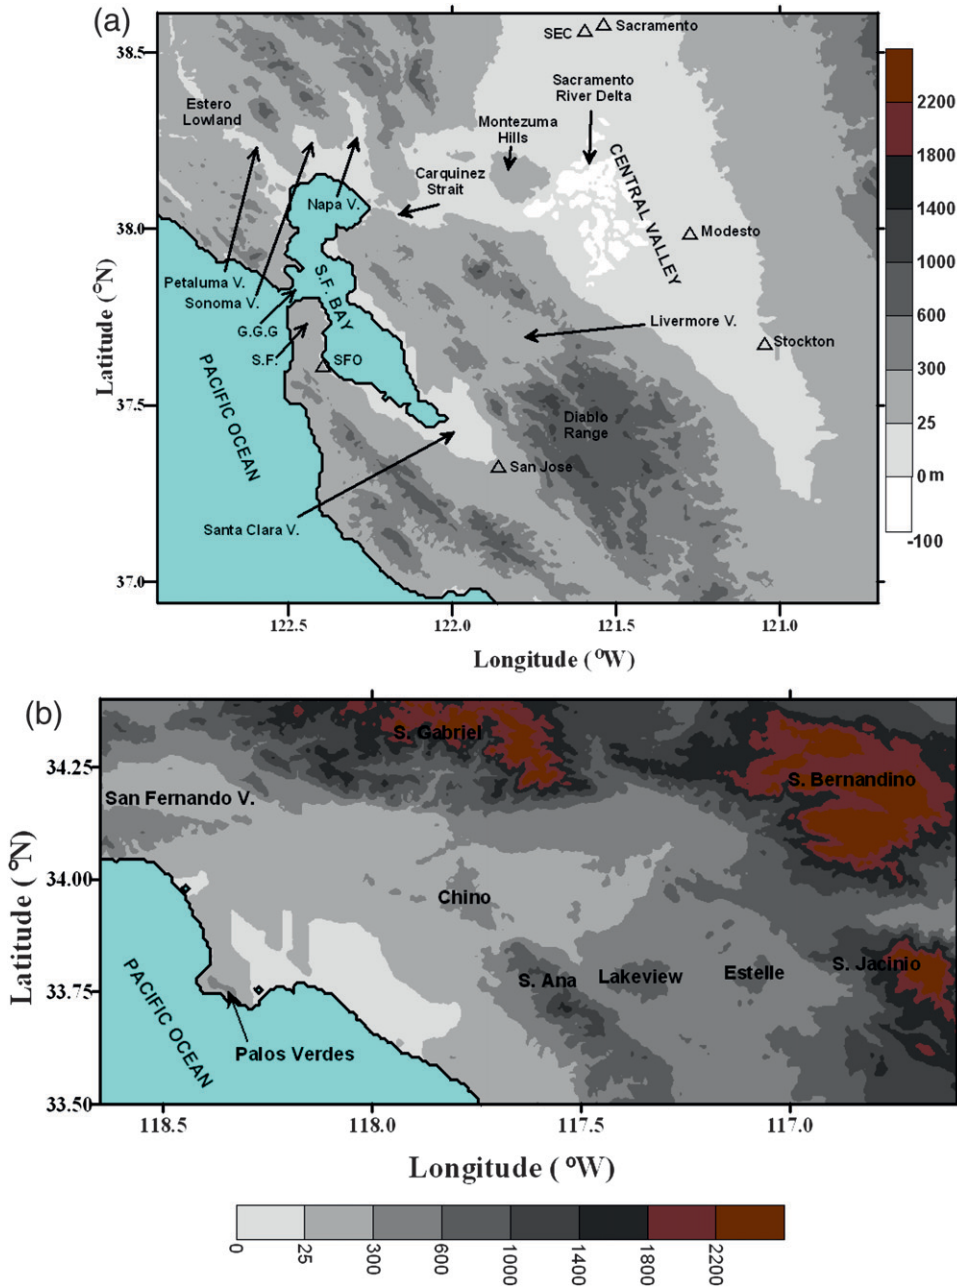 (a)
38.5
38.0
37.5
37.0
Latitude (°N)
SEC
Sacramento
Estero
Lowland
Sacramento
River Delta
Montezuma
Hills
Carquinez
Strait
CENTRAL VALLEY
Napa V.
Modesto
Petaluma V.
Sonoma V.
S.F. BAY
G.G.G
Livermore V.
S.F.
SFO
Stockton
PACIFIC OCEAN
Diablo
Range
San Jose
Santa Clara V.
122.5
122.0
121.5
121.0
Longitude (°W)
2200
1800
1400
1000
600
300
25
0 m
-100
(b)
34.25
34.00
33.75
33.50
Latitude (°N)
S. Gabriel
S. Bernandino
San Fernando V.
Chino
S. Ana
Lakeview
Estelle
S. Jacinio
PACIFIC OCEAN
Palos Verdes
118.5
118.0
117.5
117.0
Longitude (°W)
0
25
300
600
1000
1400
1800
2200